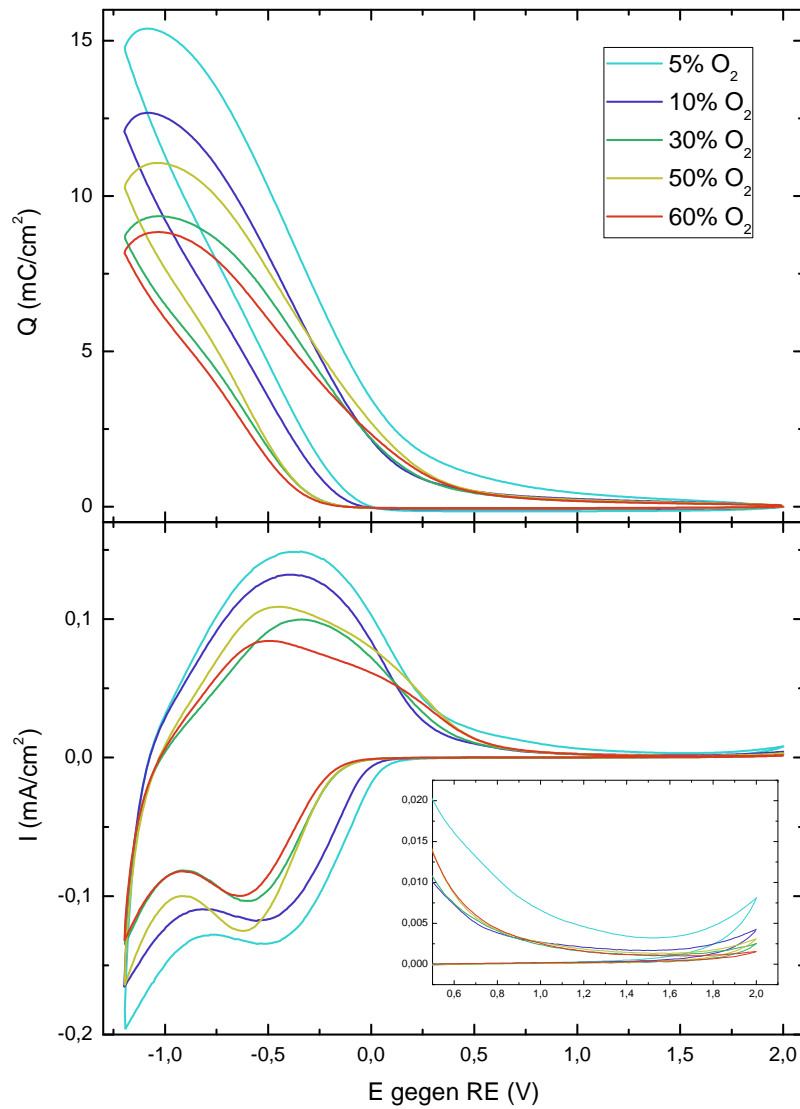 15
10
5
0
Q (mC/cm²)
5% O₂
10% O₂
30% O₂
50% O₂
60% O₂
0,1
0,0
-0,1
-0,2
I (mA/cm²)
0,020
0,015
0,010
0,005
0,000
0,6 0,8 1,0 1,2 1,4 1,6 1,8 2,0
-1,0 -0,5 0,0 0,5 1,0 1,5 2,0
E gegen RE (V)